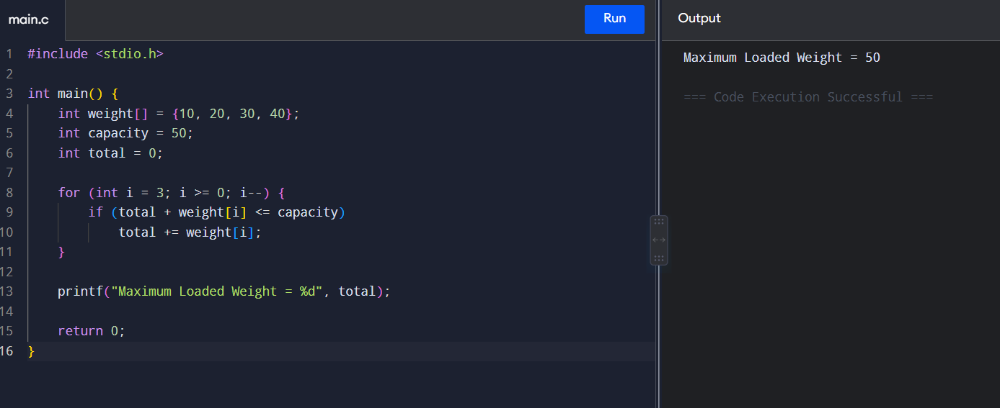 main.c
Run
Output
1 #include <stdio.h>
2
3 int main() {
4     int weight[] = {10, 20, 30, 40};
5     int capacity = 50;
6     int total = 0;
7
8     for (int i = 3; i >= 0; i--) {
9         if (total + weight[i] <= capacity)
10             total += weight[i];
11     }
12
13     printf("Maximum Loaded Weight = %d", total);
14
15     return 0;
16 }
Maximum Loaded Weight = 50
=== Code Execution Successful ===